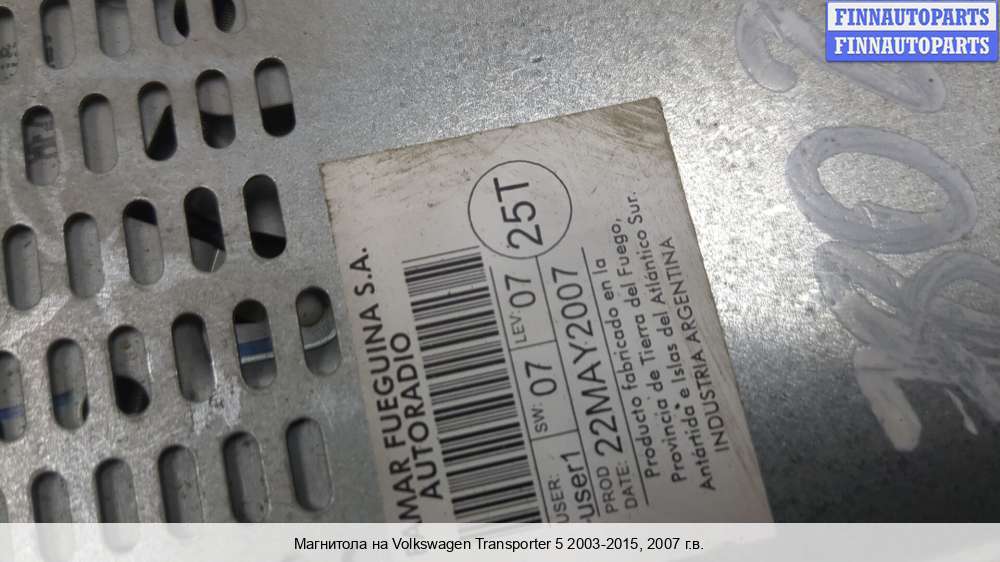 FINNAUTOPARTS
FINNAUTOPARTS
FUEGUINA S.A.
AUTORADIO
25T
USER: SW: 07 LEV: 07
user1
PROD
DATE: 22MAY2007
Producto fabricado en la
Provincia de Tierra del Fuego,
Antártida e Islas del Atlántico Sur.
INDUSTRIA ARGENTINA
Магнитола на Volkswagen Transporter 5 2003-2015, 2007 г.в.